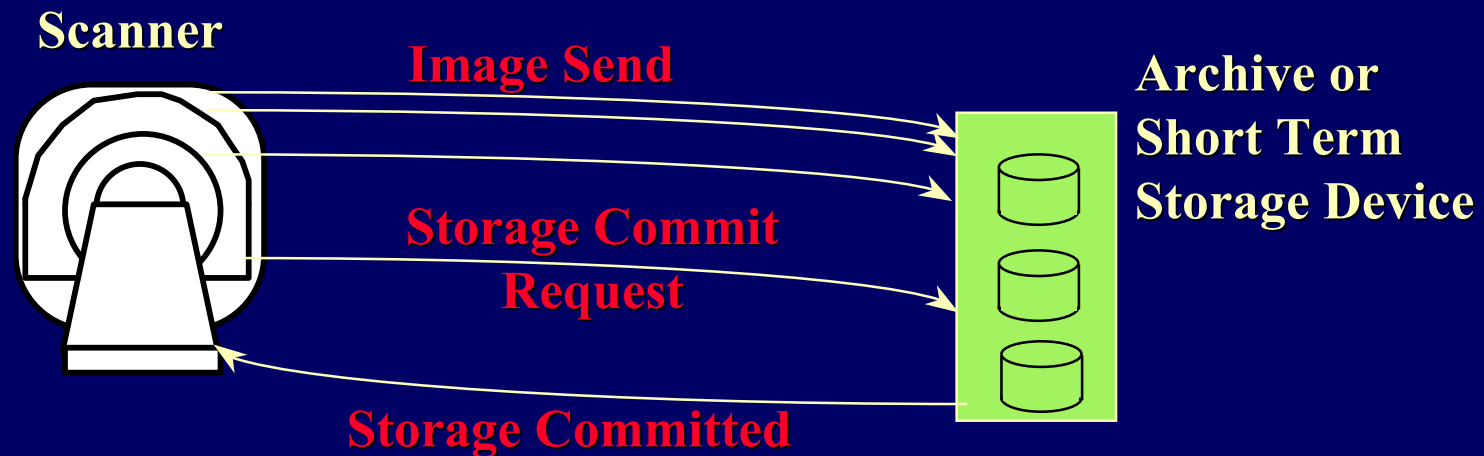 Scanner
Image Send
Archive or
Short Term
Storage Device
Storage Commit
Request
Storage Committed